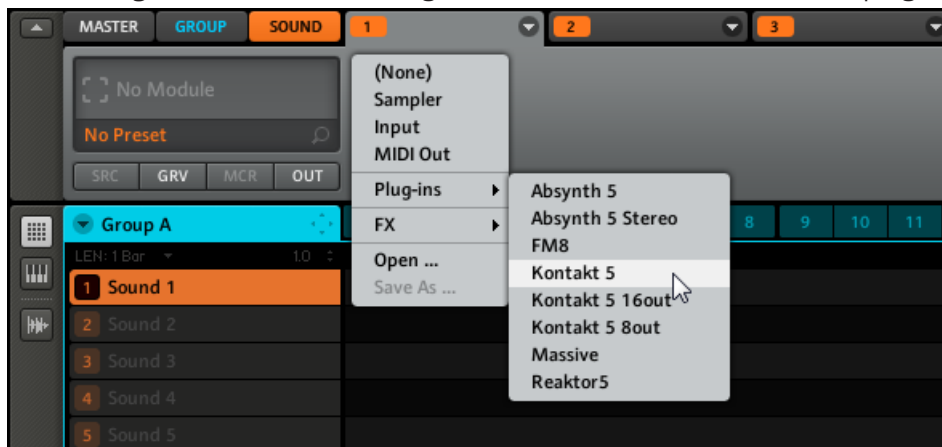 MASTER GROUP SOUND 1 2 3
No Module
No Preset
SRC GRV MCR OUT
(None)
Sampler
Input
MIDI Out
Plug-ins
FX
Open ...
Save As ...
Absynth 5
Absynth 5 Stereo
FM8
Kontakt 5
Kontakt 5 16out
Kontakt 5 8out
Massive
Reaktor5
Group A 8 9 10 11
LEN: 1 Bar 1.0
1 Sound 1
2 Sound 2
3 Sound 3
4 Sound 4
5 Sound 5